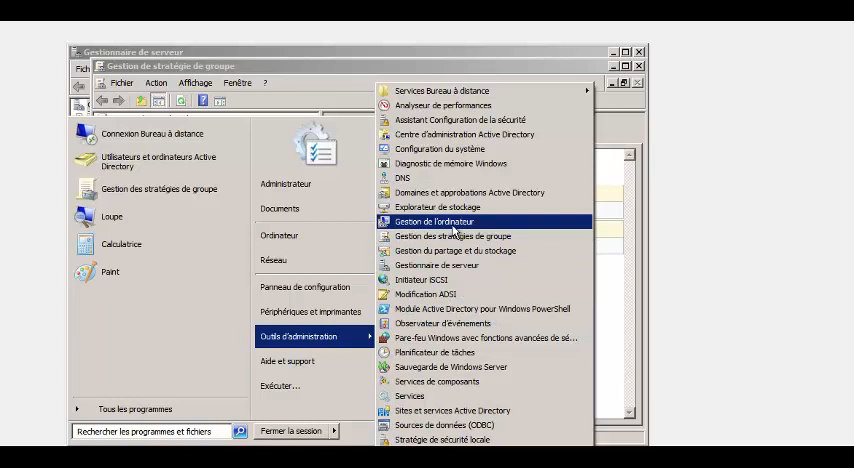 Gestionnaire de serveur
Gestion de stratégie de groupe
Fich
Fichier Action Affichage Fenêtre ?
Connexion Bureau à distance
Utilisateurs et ordinateurs Active
Directory
Gestion des stratégies de groupe
Loupe
Calculatrice
Paint
Tous les programmes
Rechercher les programmes et fichiers
Administrateur
Documents
Ordinateur
Réseau
Panneau de configuration
Périphériques et imprimantes
Outils d'administration
Aide et support
Exécuter...
Fermer la session
Services Bureau à distance
Analyseur de performances
Assistant Configuration de la sécurité
Centre d'administration Active Directory
Configuration du système
Diagnostic de mémoire Windows
DNS
Domaines et approbations Active Directory
Explorateur de stockage
Gestion de l'ordinateur
Gestion des stratégies de groupe
Gestion du partage et du stockage
Gestionnaire de serveur
Initiateur iSCSI
Modification ADSI
Module Active Directory pour Windows PowerShell
Observateur d'événements
Pare-feu Windows avec fonctions avancées de sé...
Planificateur de tâches
Sauvegarde de Windows Server
Services de composants
Services
Sites et services Active Directory
Sources de données (ODBC)
Stratégie de sécurité locale